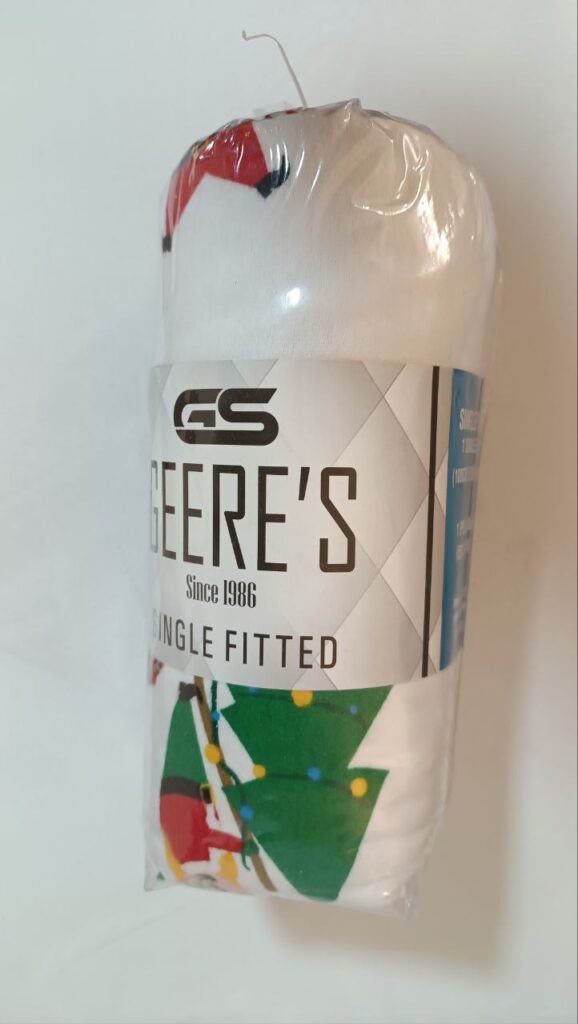 GS
GEERE'S
Since 1986
SINGLE FITTED